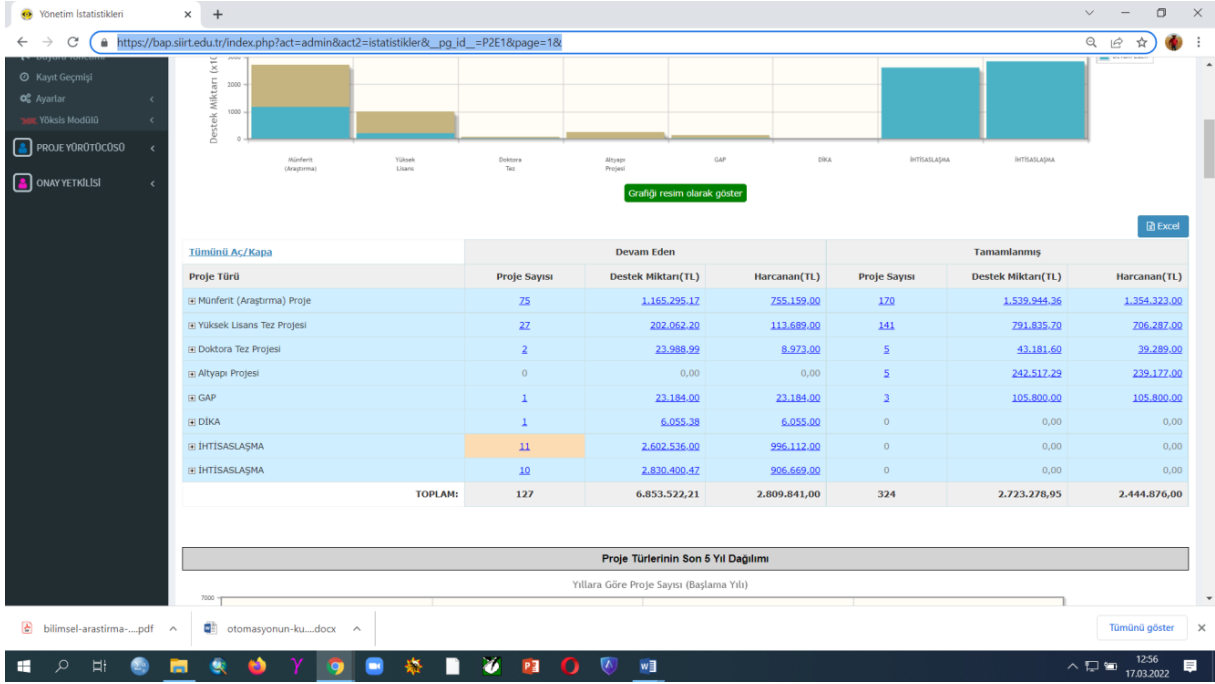 Yönetim İstatistikleri
https://bap.siirt.edu.tr/index.php?act=admin&act2=istatistikler&_pg_id_=P2E1&page=1&
Kayıt Geçmişi
Ayarlar
Yöksis Modülü
PROJE YÜRÜTÜCÜSÜ
ONAY YETKİLİSİ
Destek Miktarı (x10
2000
1000
0
Münferit (Araştırma)
Yüksek Lisans
Doktora Tez
Altyapı Projesi
GAP
DİKA
İHTİSASLAŞMA
İHTİSASLAŞMA
Grafiği resim olarak göster
Excel
Tümünü Aç/Kapa Devam Eden Tamamlanmış
Proje Türü Proje Sayısı Destek Miktarı(TL) Harcanan(TL) Proje Sayısı Destek Miktarı(TL) Harcanan(TL)
Münferit (Araştırma) Proje 75 1.165.295,17 755.159,00 170 1.539.944,36 1.354.323,00
Yüksek Lisans Tez Projesi 27 202.062,20 113.689,00 141 791.835,70 706.287,00
Doktora Tez Projesi 2 23.988,99 8.973,00 5 43.181,60 39.289,00
Altyapı Projesi 0 0,00 0,00 5 242.517,29 239.177,00
GAP 1 23.184,00 23.184,00 3 105.800,00 105.800,00
DİKA 1 6.055,38 6.055,00 0 0,00 0,00
İHTİSASLAŞMA 11 2.602.536,00 996.112,00 0 0,00 0,00
İHTİSASLAŞMA 10 2.830.400,47 906.669,00 0 0,00 0,00
TOPLAM: 127 6.853.522,21 2.809.841,00 324 2.723.278,95 2.444.876,00
Proje Türlerinin Son 5 Yıl Dağılımı
Yıllara Göre Proje Sayısı (Başlama Yılı)
7000
bilimsel-arastirma-....pdf
otomasyonun-ku....docx
Tümünü göster
12:56
17.03.2022